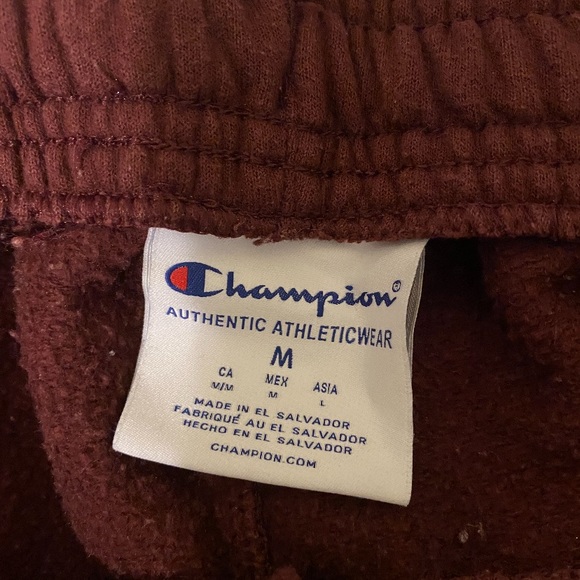 Champion®
AUTHENTIC ATHLETICWEAR
M
CA MEX ASIA
M/M M L
MADE IN EL SALVADOR
FABRIQUÉ AU EL SALVADOR
HECHO EN EL SALVADOR
CHAMPION.COM